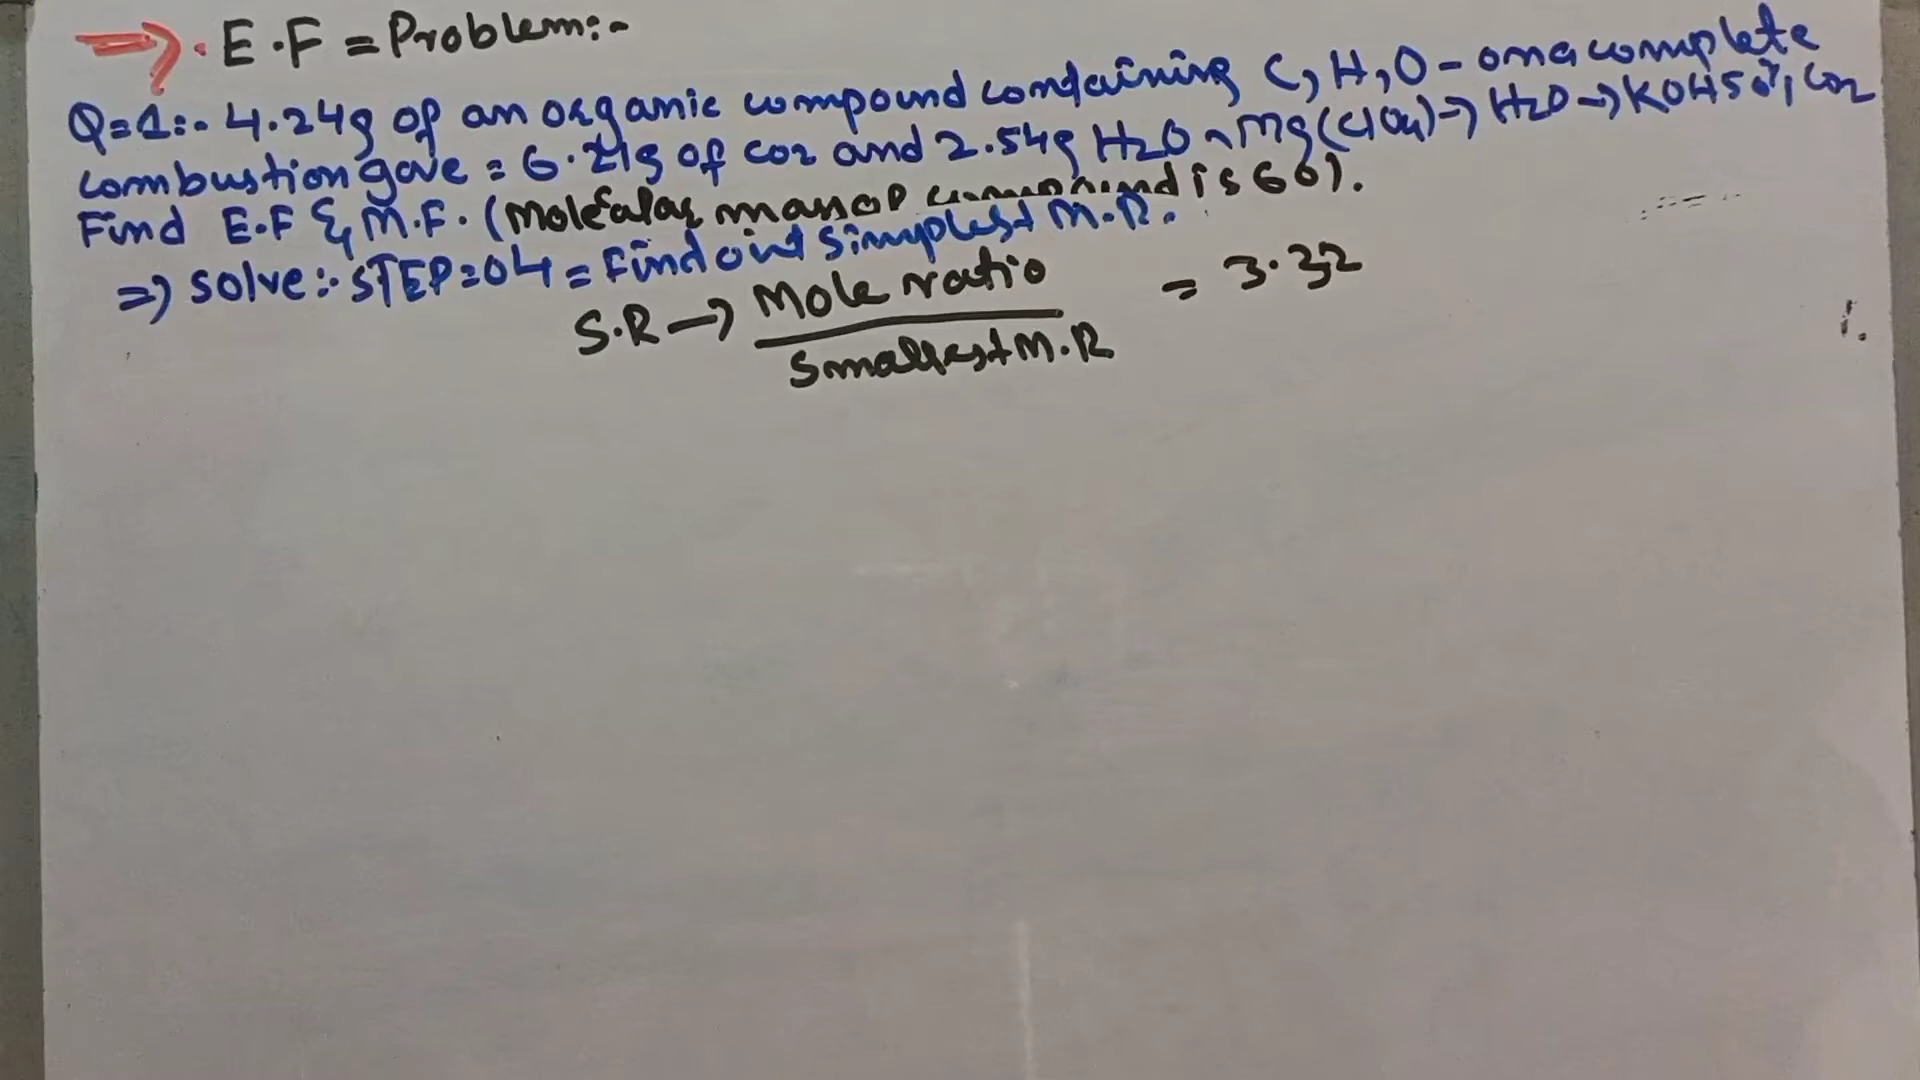 E.F = Problem:-
Q=1:- 4.24g of an organic compound containing C, H, O - on a complete
combustion gave = 6.21g of CO2 and 2.54g H2O Mg(ClO4) → H2O → KOH 50%, CO2
Find E.F & M.F. (Molecular mass of compound is 60).
⇒ Solve:- STEP=04 = Find out simplest M.R.
S.R → Mole ratio = 3.32
Smallest M.R